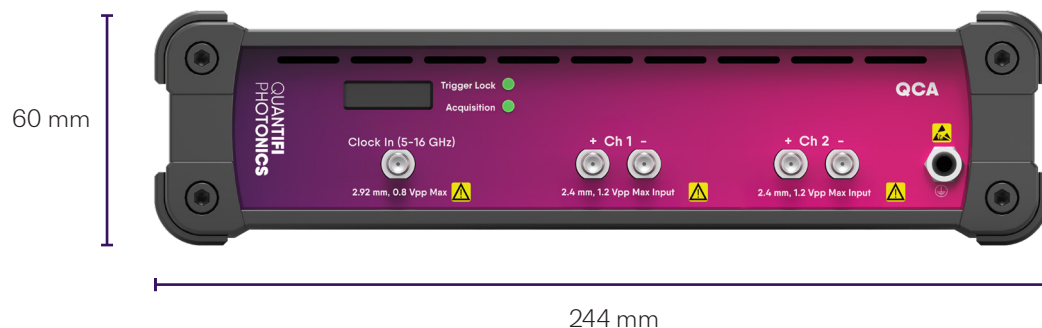 60 mm
QUANTIFI
PHOTONICS
Trigger Lock
Acquisition
QCA
Clock In (5-16 GHz)
+ Ch 1 -
+ Ch 2 -
2.92 mm, 0.8 Vpp Max
2.4 mm, 1.2 Vpp Max Input
2.4 mm, 1.2 Vpp Max Input
244 mm